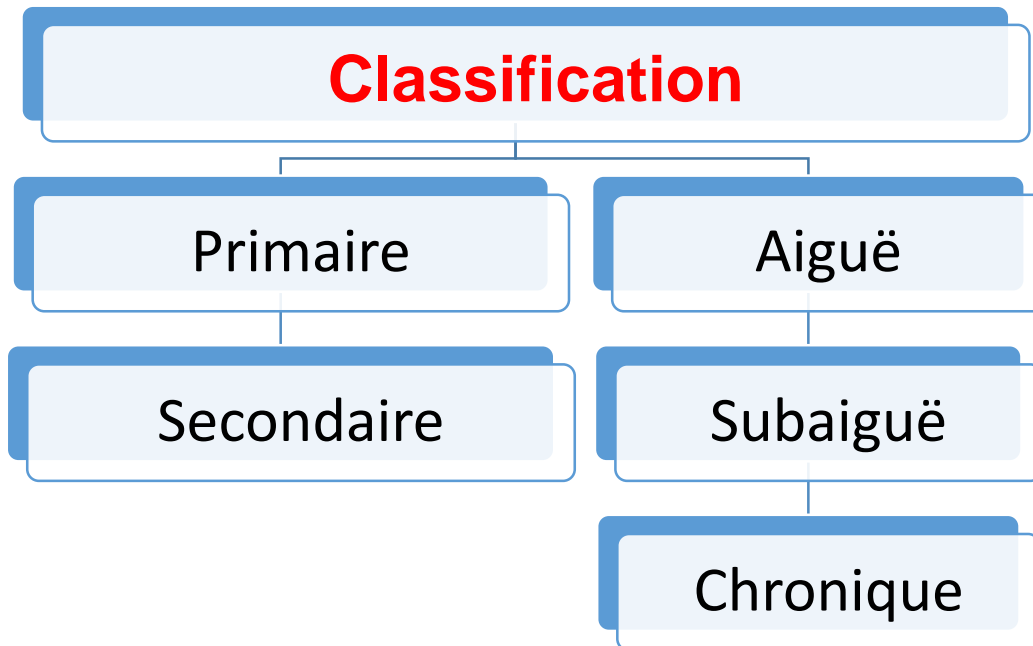 Classification
Primaire
Aiguë
Secondaire
Subaiguë
Chronique